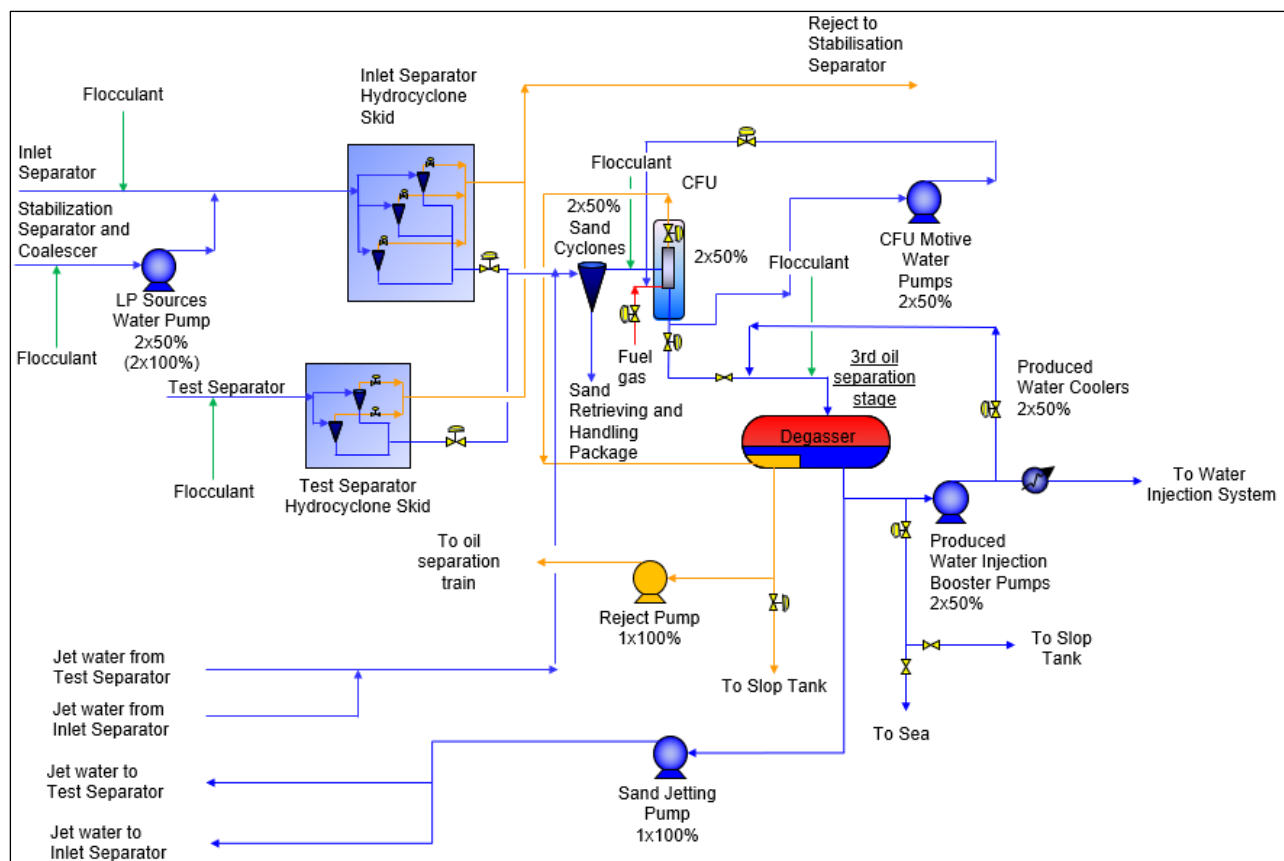 Reject to
Stabilisation
Separator
Inlet Separator
Hydrocyclone
Skid
Flocculant
Inlet
Separator
Stabilization
Separator and
Coalescer
LP Sources
Water Pump
2x50%
(2x100%)
Flocculant
Flocculant
CFU
2x50%
Sand
Cyclones
2x50%
Flocculant
CFU Motive
Water
Pumps
2x50%
Fuel
gas
3rd oil
separation
stage
Produced
Water Coolers
2x50%
Test Separator
Flocculant
Test Separator
Hydrocyclone Skid
Sand
Retrieving and
Handling
Package
Degasser
To Water
Injection System
To oil
separation
train
Reject Pump
1x100%
Produced
Water Injection
Booster Pumps
2x50%
To Slop
Tank
To Slop Tank
To Sea
Jet water from
Test Separator
Jet water from
Inlet Separator
Jet water to
Test Separator
Jet water to
Inlet Separator
Sand Jetting
Pump
1x100%